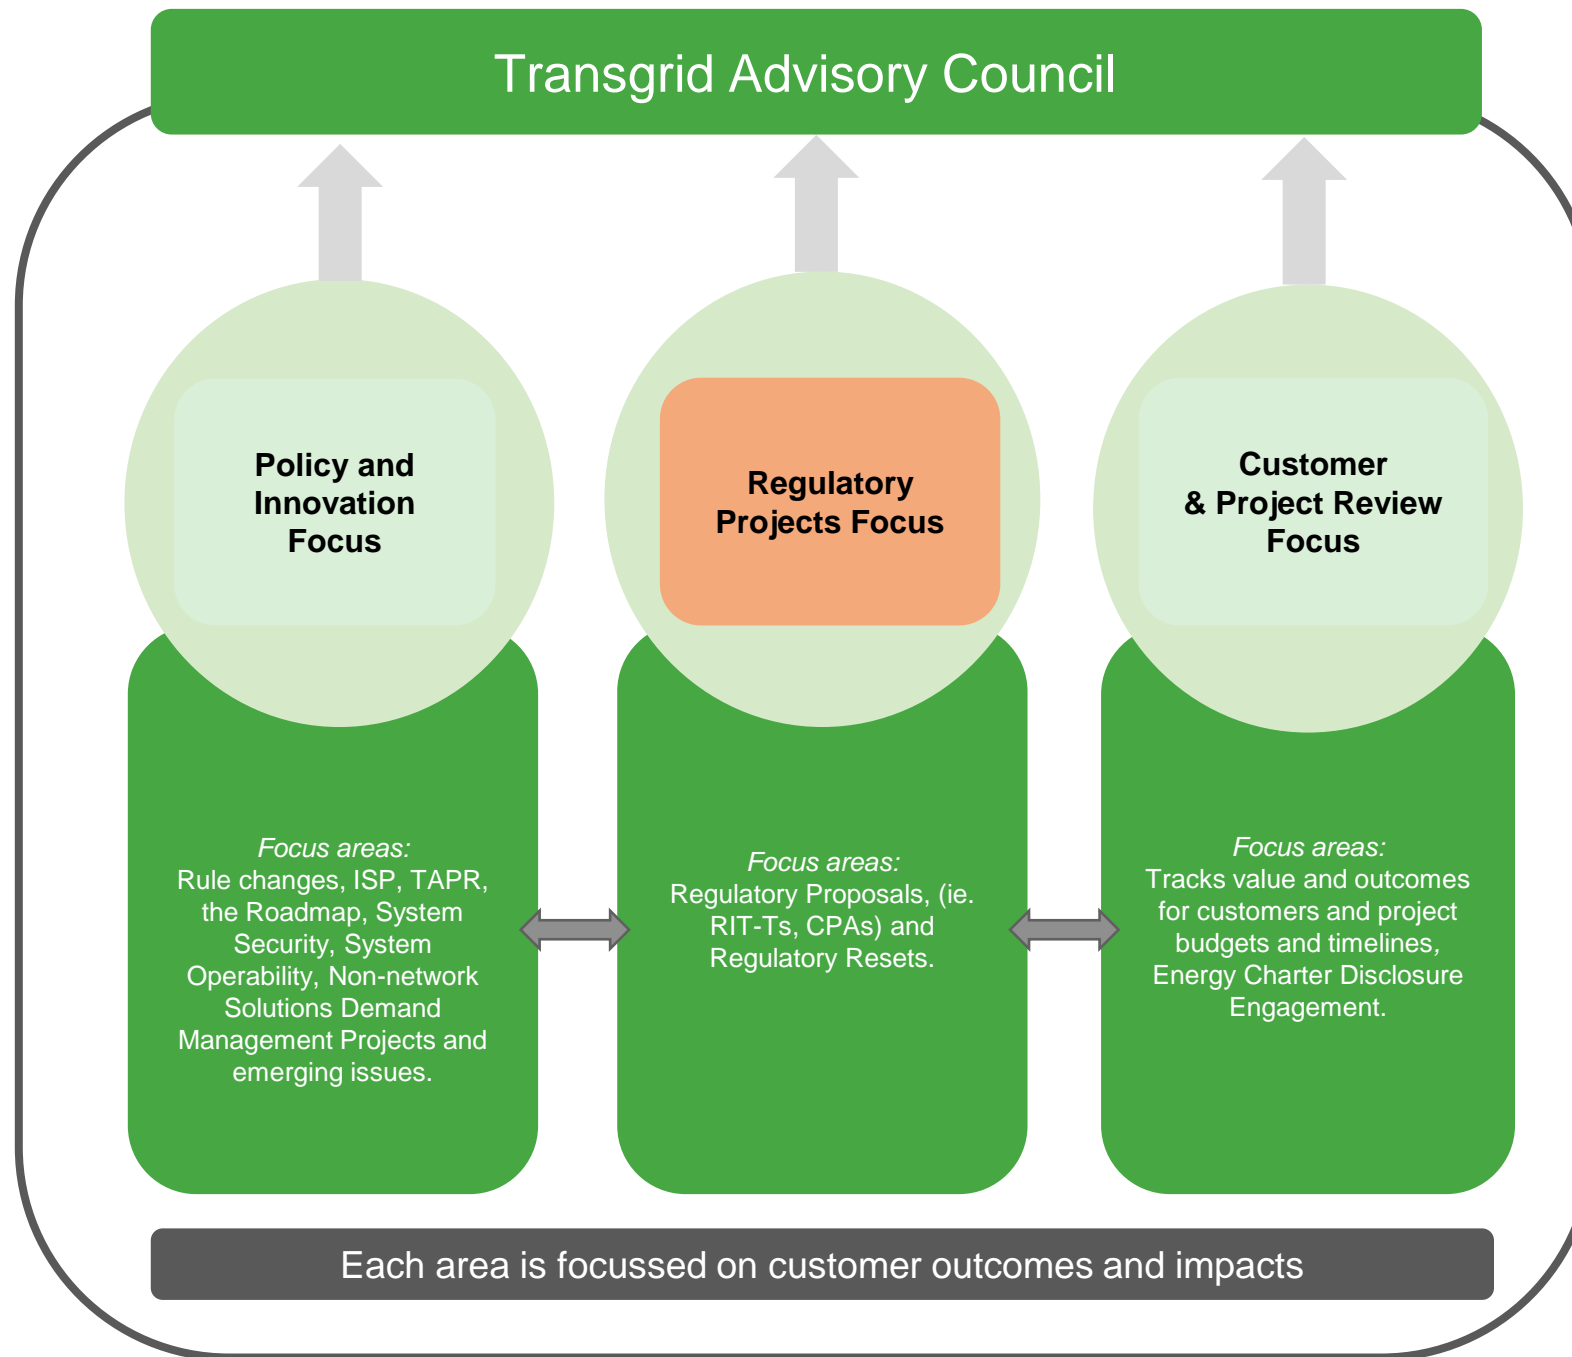 Transgrid Advisory Council
Policy and
Innovation
Focus
Regulatory
Projects Focus
Customer
& Project Review
Focus
Focus areas:
Rule changes, ISP, TAPR,
the Roadmap, System
Security, System
Operability, Non-network
Solutions Demand
Management Projects and
emerging issues.
Focus areas:
Regulatory Proposals, (ie.
RIT-Ts, CPAs) and
Regulatory Resets.
Focus areas:
Tracks value and outcomes
for customers and project
budgets and timelines,
Energy Charter Disclosure
Engagement.
Each area is focussed on customer outcomes and impacts